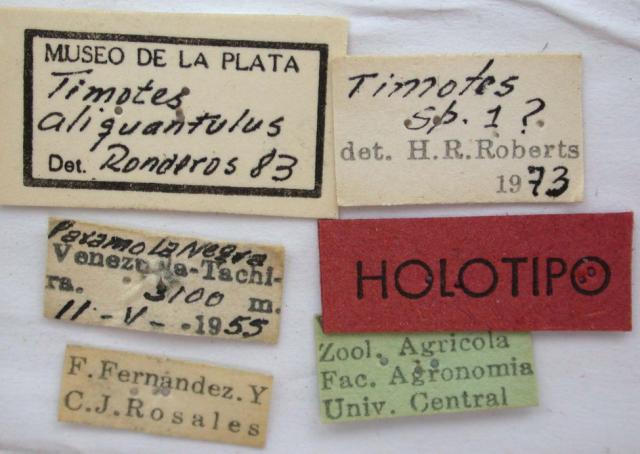 MUSEO DE LA PLATA
Timotes
aliquantulus
Det. Ronderos 83
Timotes
sp. 1?
det. H.R.Roberts
1973
Paramo La Negra
Venezuela-Tachi-
ra. 3100 m.
11-V-.1955
HOLOTIPO
F.Fernández.Y
C.J.Rosales
Zool. Agricola
Fac. Agronomia
Univ. Central